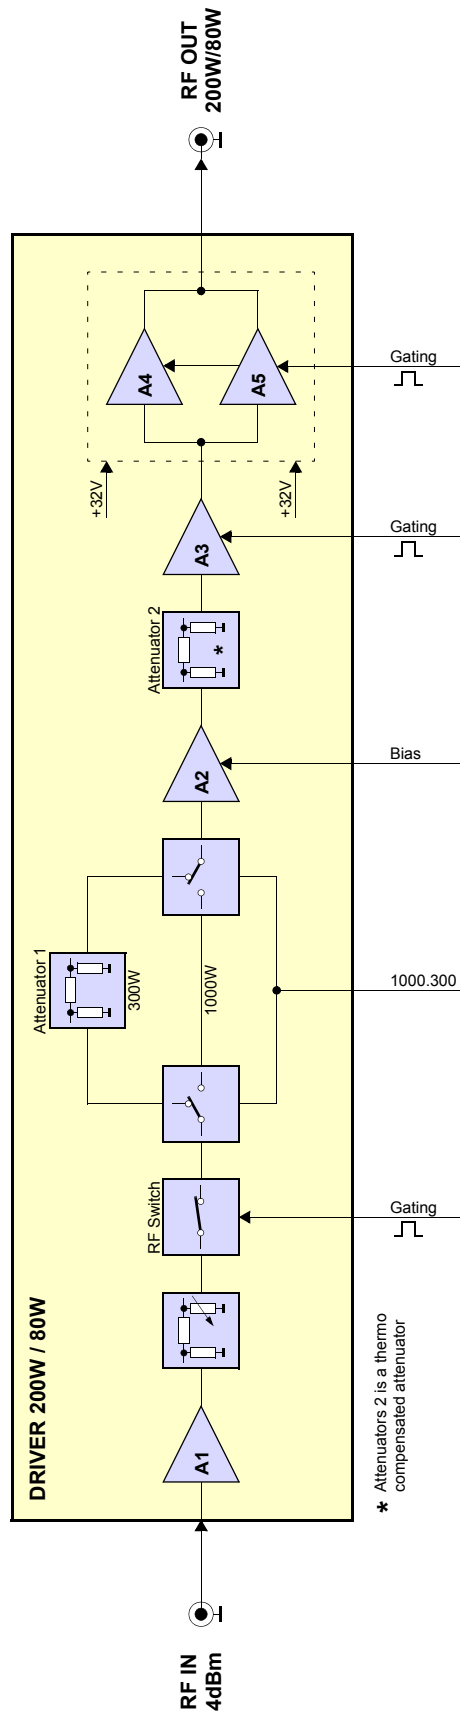 DRIVER 200W / 80W
RF IN
4dBm
A1
RF Switch
Attenuator 1
300W
1000W
A2
Attenuator 2
*
A3
+32V
+32V
A4
A5
RF OUT
200W/80W
Gating
1000.300
Bias
Gating
Gating
* Attenuators 2 is a thermo
compensated attenuator